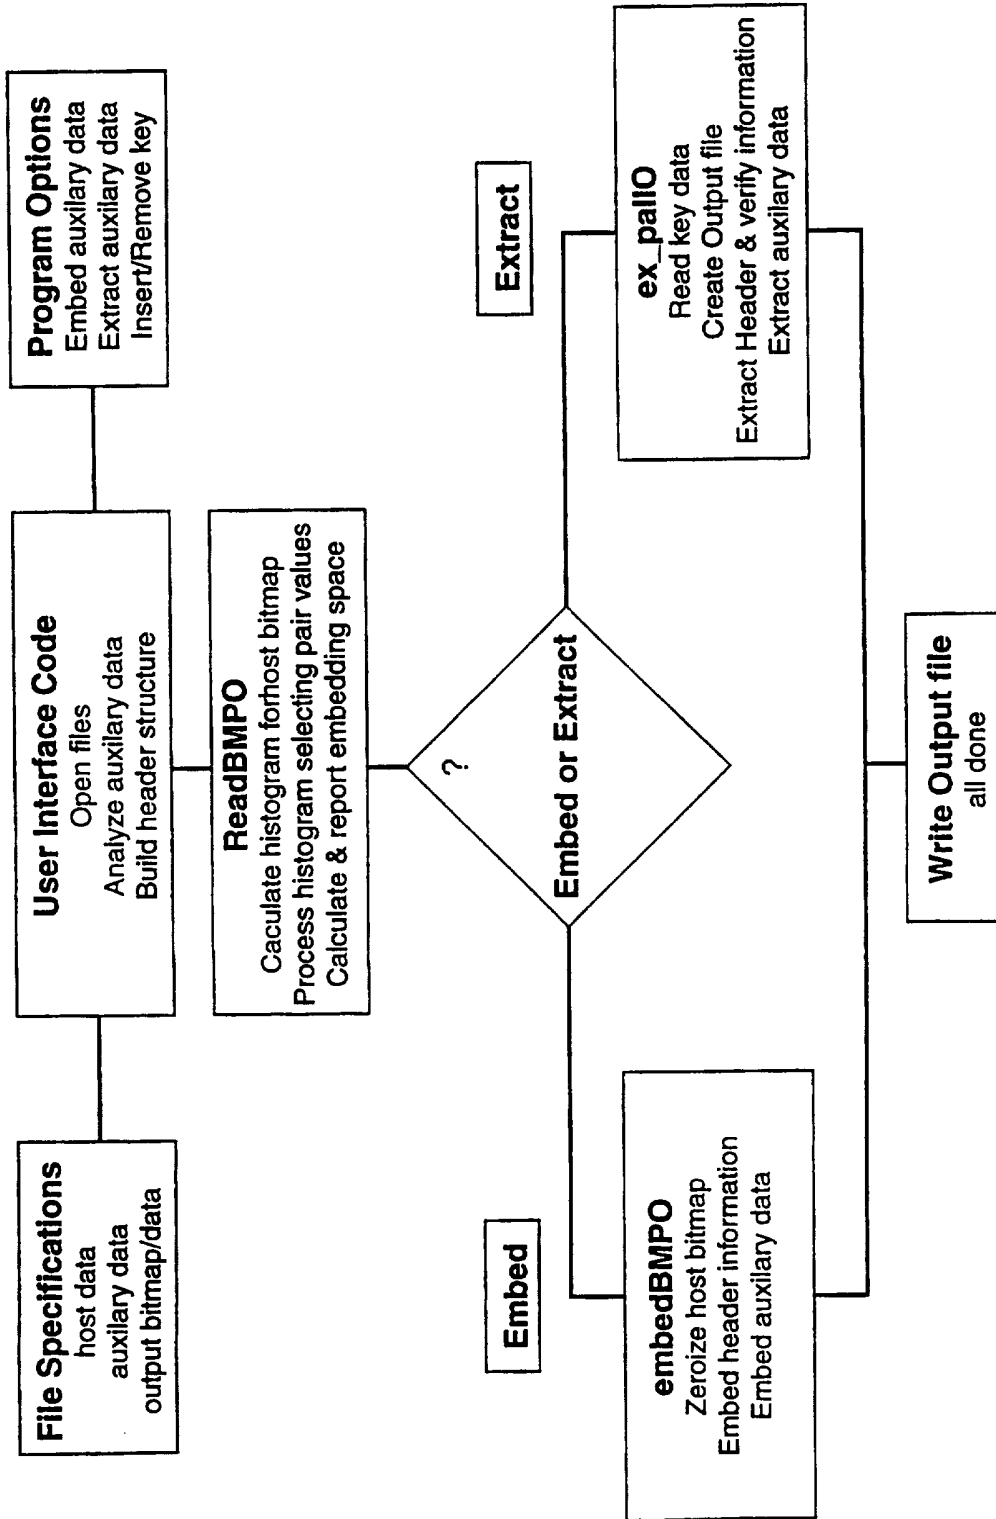 File Specifications
host data
auxilary data
output bitmap/data
User Interface Code
Open files
Analyze auxilary data
Build header structure
Program Options
Embed auxilary data
Extract auxilary data
Insert/Remove key
ReadBMPO
Caculate histogram forhost bitmap
Process histogram selecting pair values
Calculate & report embedding space
?
Embed or Extract
Embed
Extract
embedBMPO
Zeroize host bitmap
Embed header information
Embed auxilary data
ex_palIO
Read key data
Create Output file
Extract Header & verify information
Extract auxilary data
Write Output file
all done